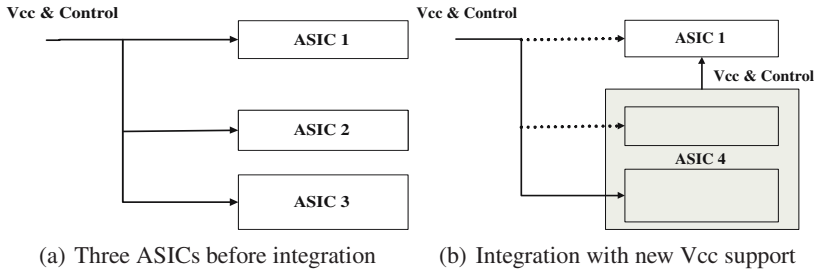 Vcc & Control
ASIC 1
ASIC 2
ASIC 3
(a) Three ASICs before integration
Vcc & Control
ASIC 1
Vcc & Control
ASIC 4
(b) Integration with new Vcc support